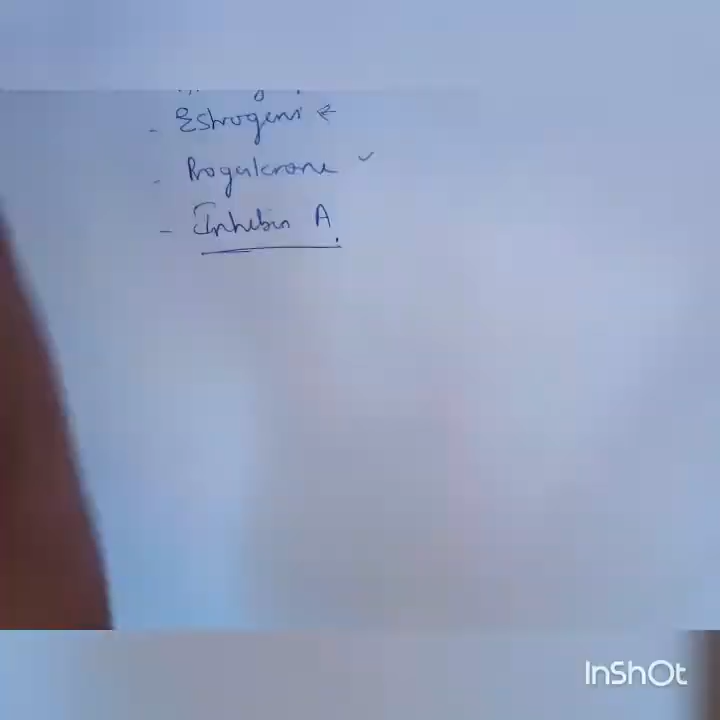 - Estrogens ←
- Progesterone ✓
- Inhibin A.
InShOt